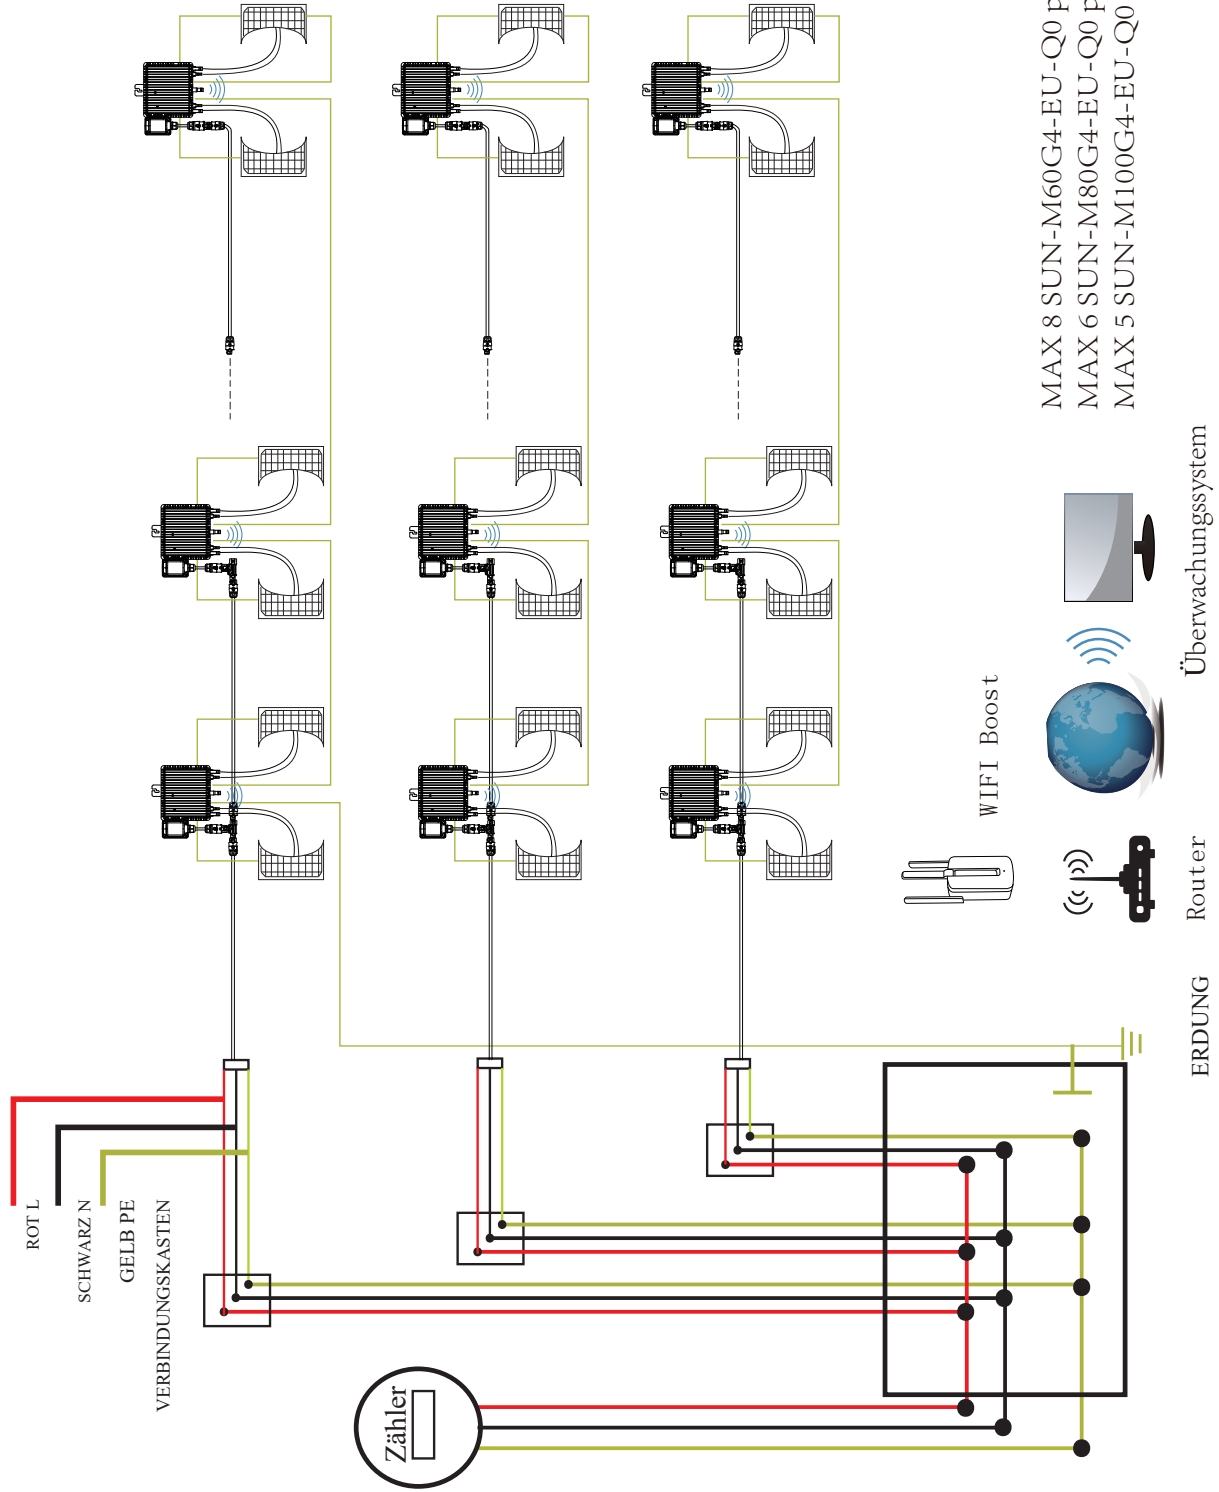 ROT L
SCHWARZ N
GELB PE
VERBINDUNGSKASTEN
Zähler
WIFI Boost
ERDUNG
Router
Überwachungssystem
MAX 8 SUN-M60G4-EU-Q0 p
MAX 6 SUN-M80G4-EU-Q0 p
MAX 5 SUN-M100G4-EU-Q0